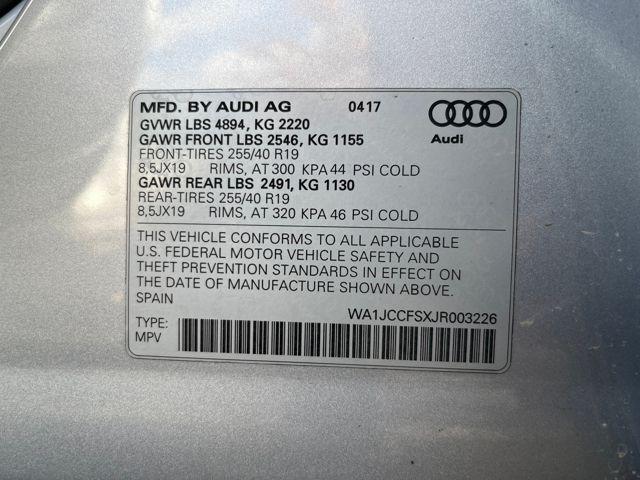 MFD. BY AUDI AG 0417
GVWR LBS 4894, KG 2220
GAWR FRONT LBS 2546, KG 1155
FRONT-TIRES 255/40 R19
8,5JX19 RIMS, AT 300 KPA 44 PSI COLD
GAWR REAR LBS 2491, KG 1130
REAR-TIRES 255/40 R19
8,5JX19 RIMS, AT 320 KPA 46 PSI COLD
Audi
THIS VEHICLE CONFORMS TO ALL APPLICABLE
U.S. FEDERAL MOTOR VEHICLE SAFETY AND
THEFT PREVENTION STANDARDS IN EFFECT ON
THE DATE OF MANUFACTURE SHOWN ABOVE.
SPAIN
WA1JCCFSXJR003226
TYPE:
MPV